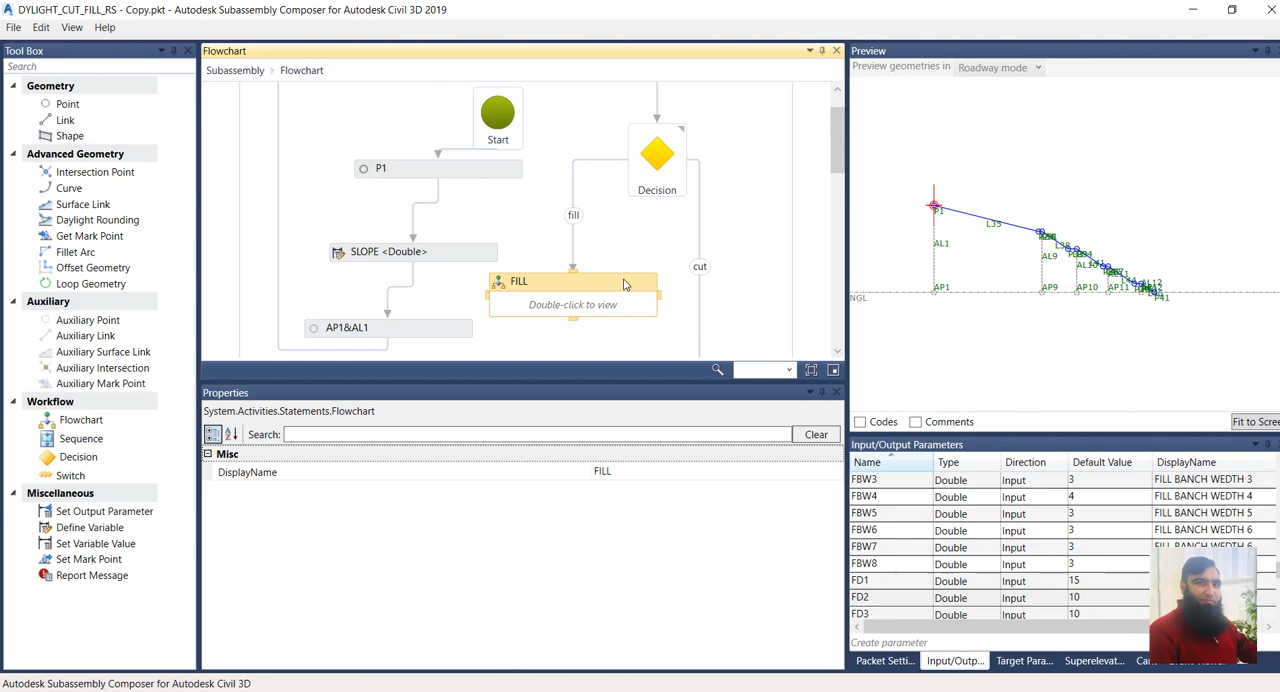 DYLIGHT_CUT_FILL_RS - Copy.pkt - Autodesk Subassembly Composer for Autodesk Civil 3D 2019
File Edit View Help
Tool Box
Search
Geometry
Point
Link
Shape
Advanced Geometry
Intersection Point
Curve
Surface Link
Daylight Rounding
Get Mark Point
Fillet Arc
Offset Geometry
Loop Geometry
Auxiliary
Auxiliary Point
Auxiliary Link
Auxiliary Surface Link
Auxiliary Intersection
Auxiliary Mark Point
Workflow
Flowchart
Sequence
Decision
Switch
Miscellaneous
Set Output Parameter
Define Variable
Set Variable Value
Set Mark Point
Report Message
Flowchart
Subassembly > Flowchart
Start
P1
SLOPE <Double>
AP1&AL1
Decision
fill
cut
FILL
Double-click to view
Properties
System.Activities.Statements.Flowchart
Search:
Clear
Misc
DisplayName FILL
Preview
Preview geometries in Roadway mode
P1
L35
AL1
AL9
NGL
AP1
AP9
AP10
AP11
P41
Codes Comments Fit to Scree
Input/Output Parameters
Name Type Direction Default Value DisplayName
FBW3 Double Input 3 FILL BANCH WEDTH 3
FBW4 Double Input 4 FILL BANCH WEDTH 4
FBW5 Double Input 3 FILL BANCH WEDTH 5
FBW6 Double Input 3 FILL BANCH WEDTH 6
FBW7 Double Input 3 FILL BANCH WEDTH 6
FBW8 Double Input 3
FD1 Double Input 15
FD2 Double Input 10
FD3 Double Input 10
Create parameter
Packet Setti... Input/Outp... Target Para... Superelevat...
Autodesk Subassembly Composer for Autodesk Civil 3D